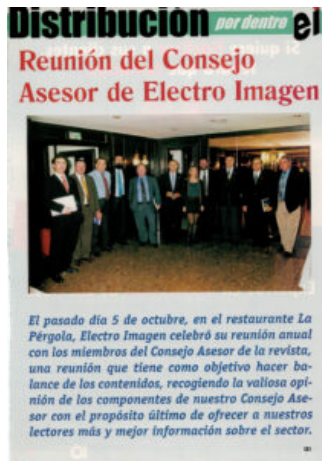 Distribución por dentro el
Reunión del Consejo
Asesor de Electro Imagen
El pasado día 5 de octubre, en el restaurante La
Pérgola, Electro Imagen celebró su reunión anual
con los miembros del Consejo Asesor de la revista,
una reunión que tiene como objetivo hacer ba-
lance de los contenidos, recogiendo la valiosa opi-
nión de los componentes de nuestro Consejo Ase-
sor con el propósito último de ofrecer a nuestros
lectores más y mejor información sobre el sector.